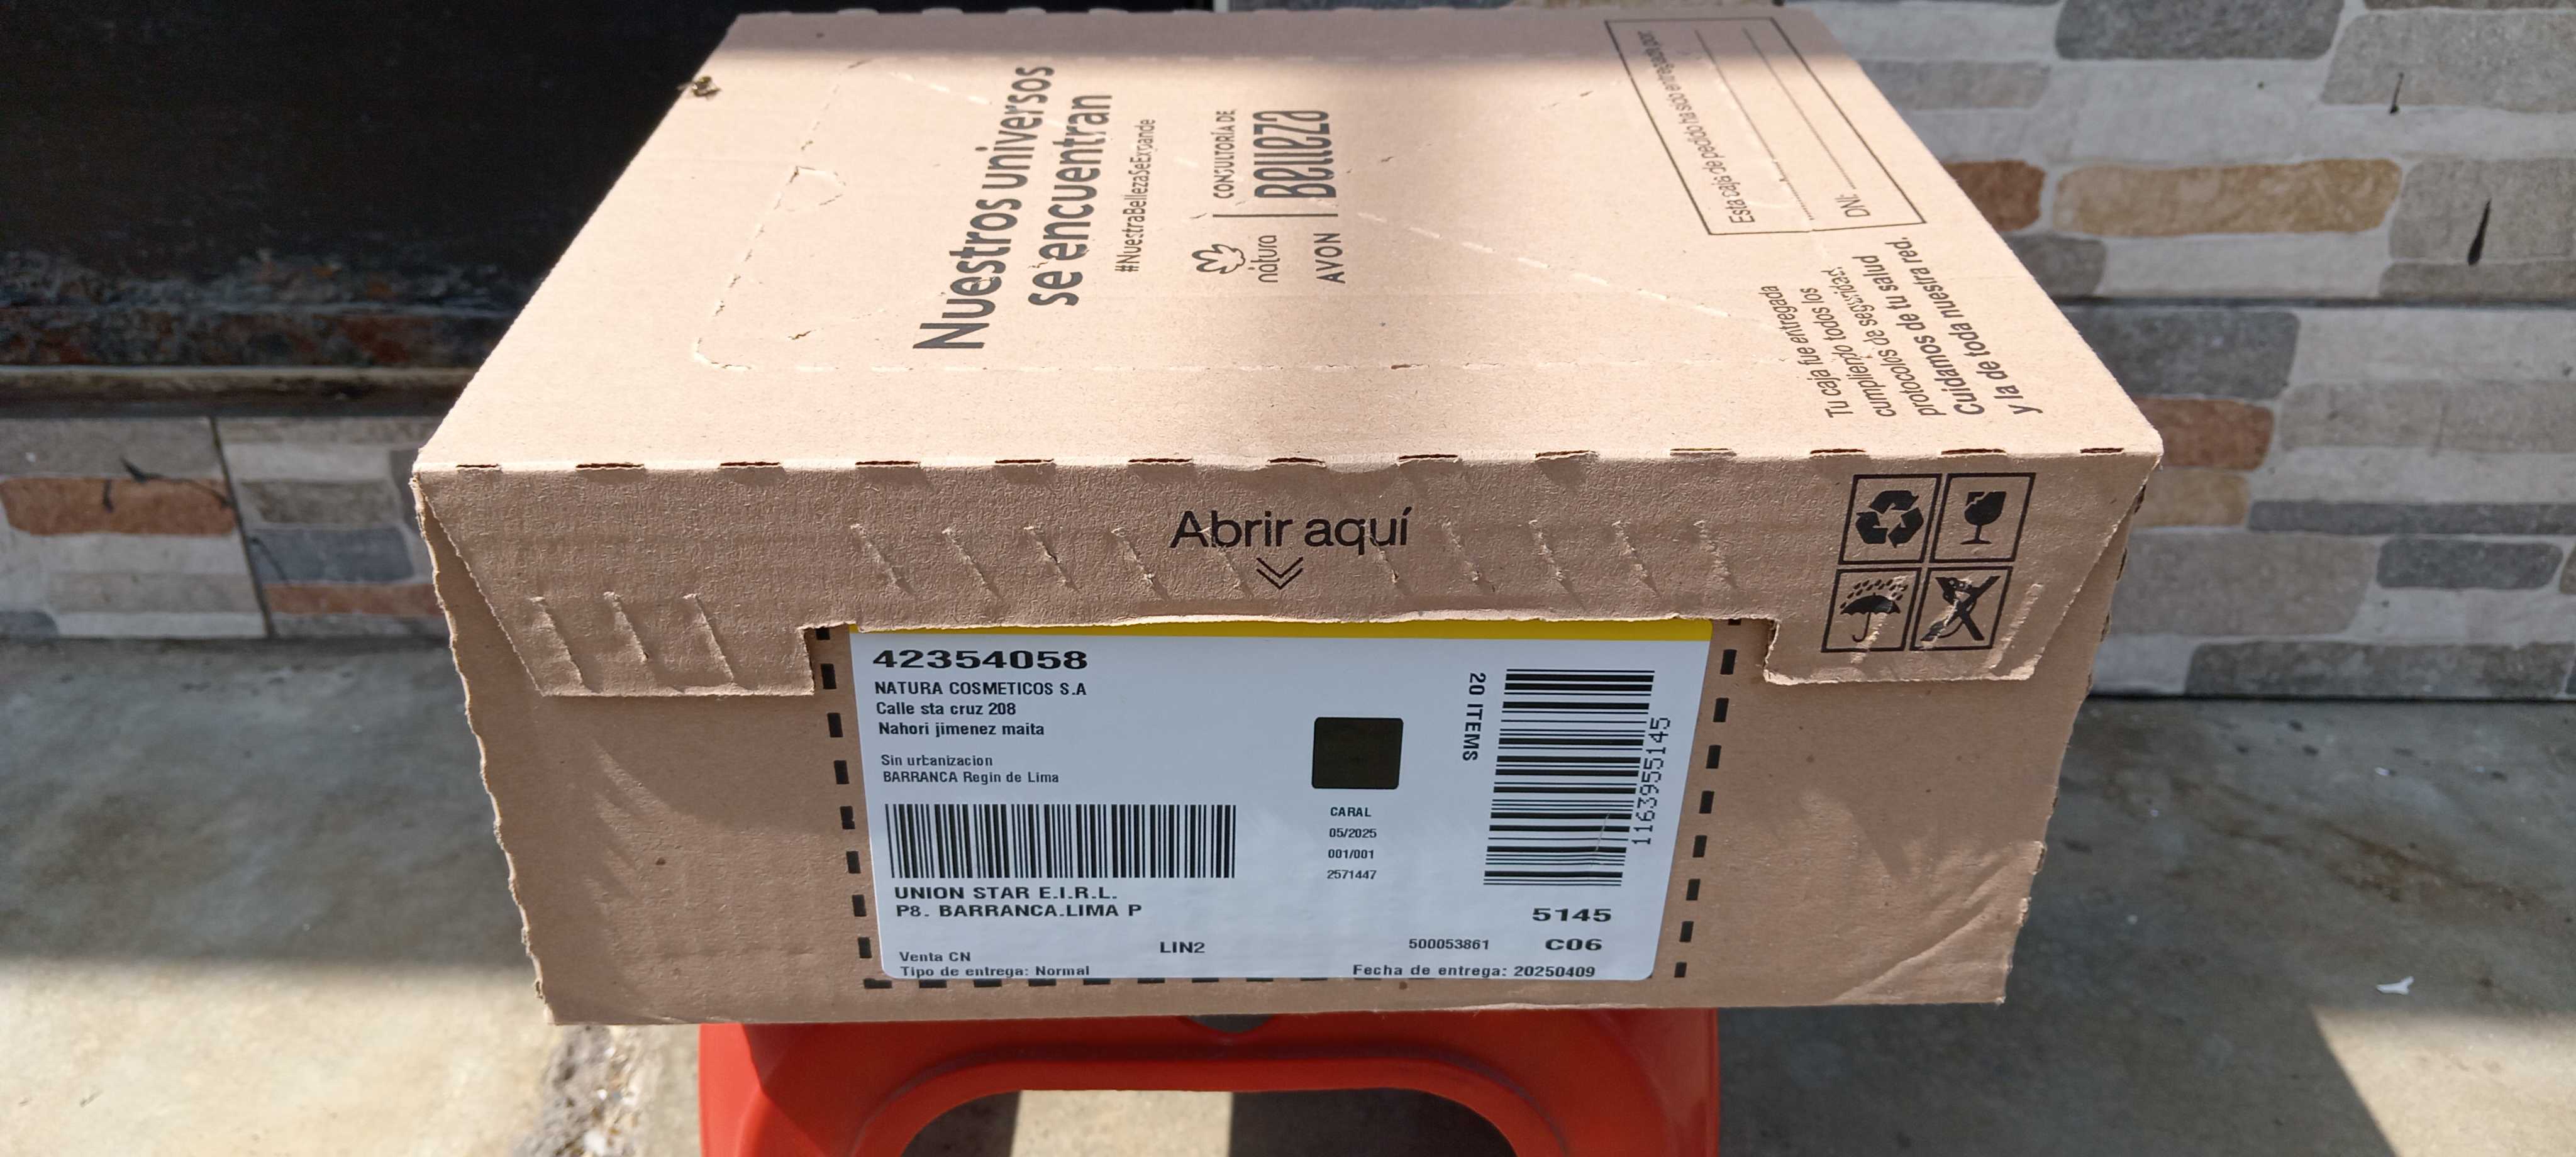 Nuestros universos
se encuentran
#NuestraBellezaSeExpande
natura
AVON
CONSULTORÍA DE
Belleza
Esta caja de pedido ha sido entregada por:
DNI:
Tu caja fue entregada
cumpliendo todos los
protocolos de seguridad.
Cuidamos de tu salud
y la de toda nuestra red.
Abrir aquí
42354058
NATURA COSMETICOS S.A
Calle sta cruz 208
Nahori jimenez maita
Sin urbanizacion
BARRANCA Regin de Lima
UNION STAR E.I.R.L.
P8. BARRANCA.LIMA P
Venta CN
Tipo de entrega: Normal
LIN2
CARAL
05/2025
001/001
2571447
20 ITEMS
1163955145
5145
500053861
C06
Fecha de entrega: 20250409